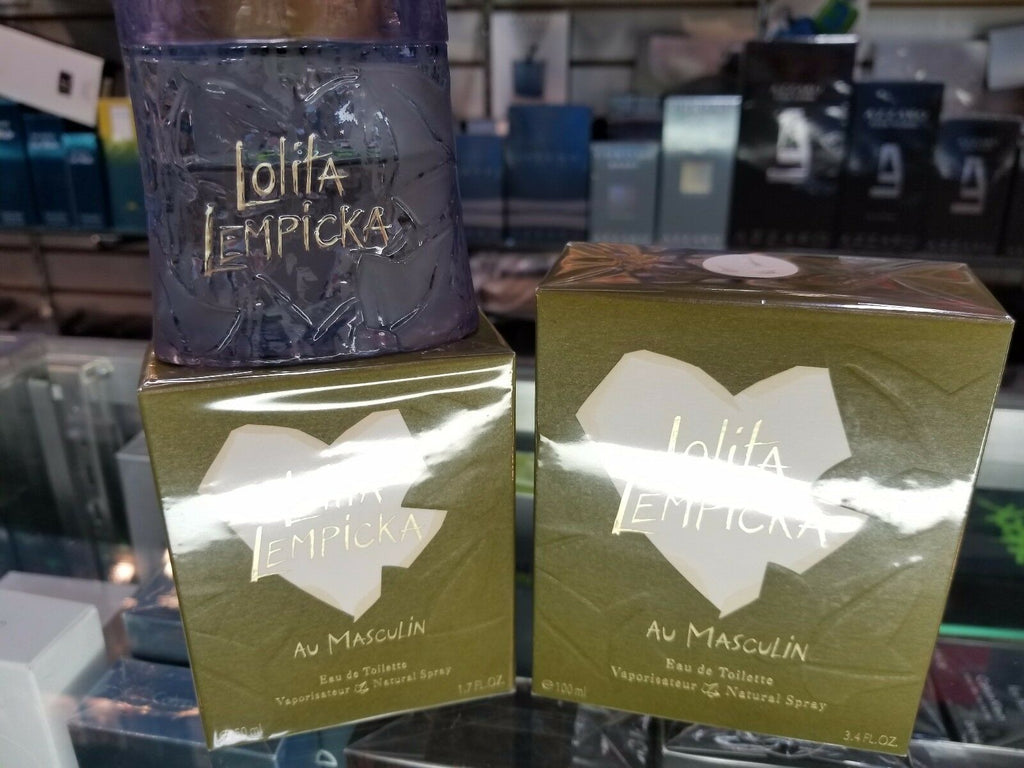 Lolita
LEMPICKA
Lolita
LEMPICKA
AU MASCULIN
Eau de Toilette
Vaporisateur Natural Spray
1.7 FL.OZ.
Lolita
LEMPICKA
AU MASCULIN
Eau de Toilette
Vaporisateur Natural Spray
℮ 100 ml
3.4 FL.OZ.